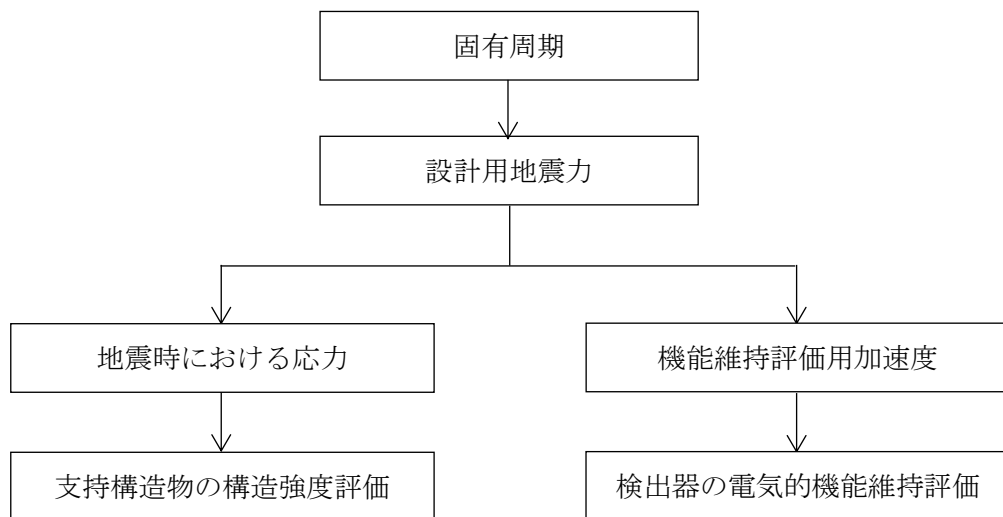 固有周期
設計用地震力
地震時における応力
機能維持評価用加速度
支持構造物の構造強度評価
検出器の電気的機能維持評価